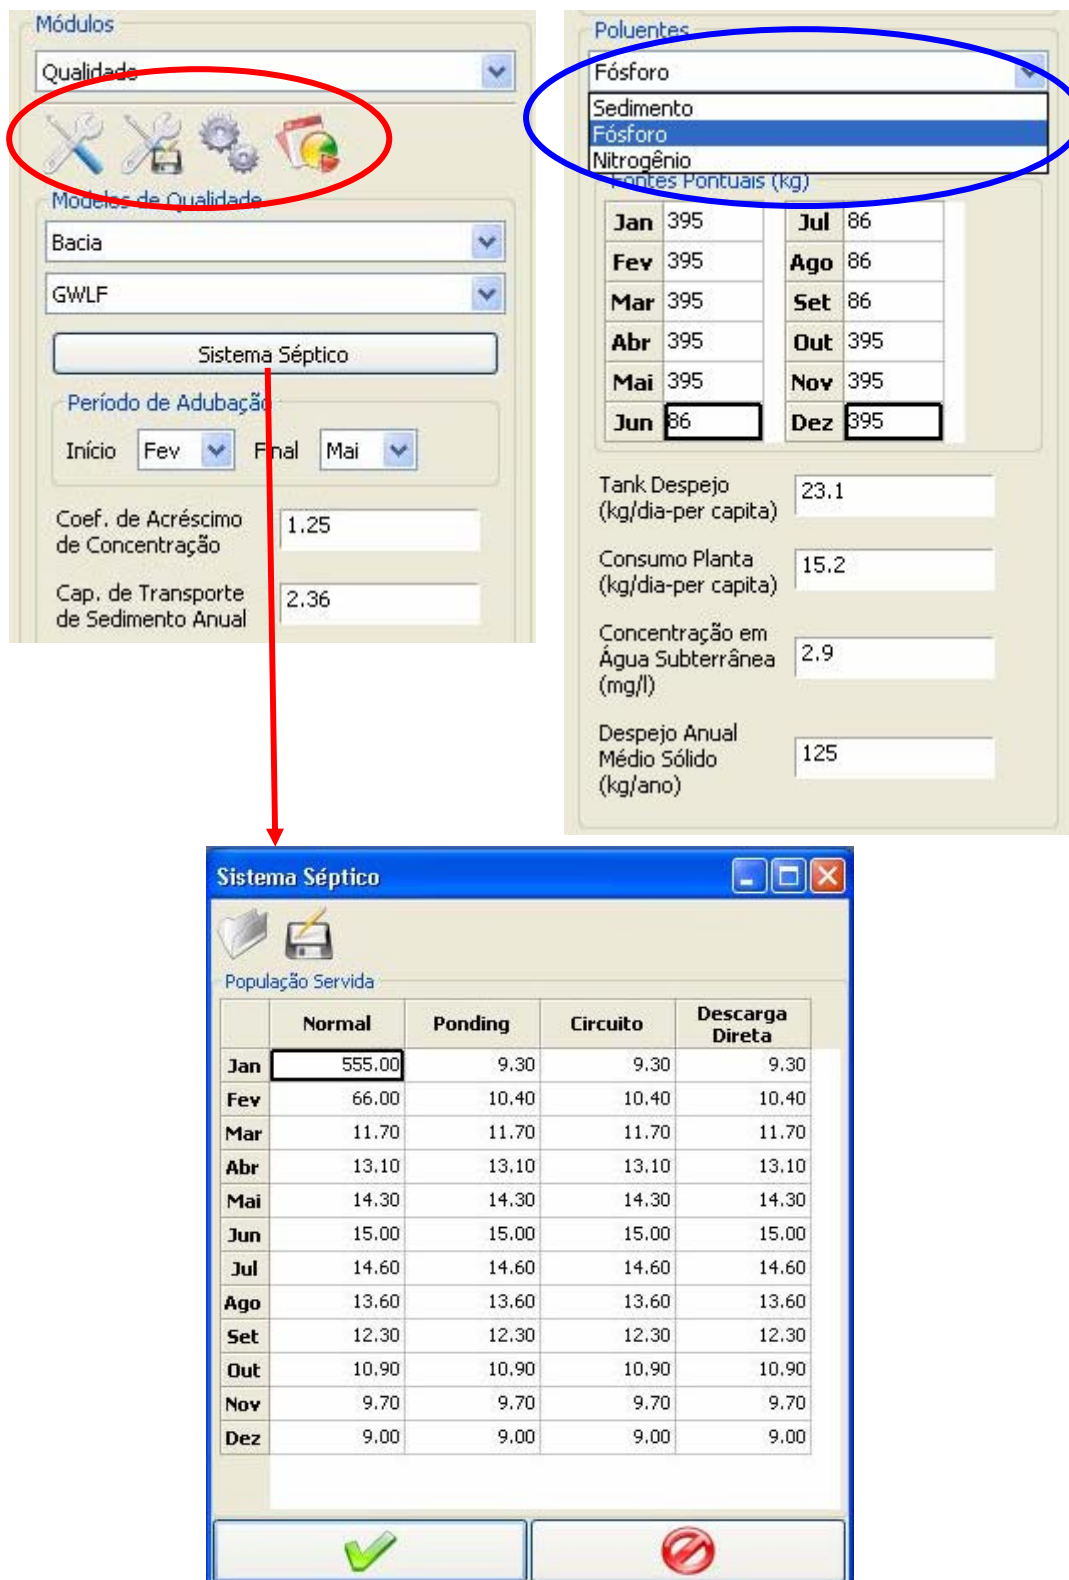 Módulos
Qualidade
Modelos de Qualidade
Bacia
GWLF
Sistema Séptico
Período de Adubação
Início Fev Final Mai
Coef. de Acréscimo
de Concentração
1.25
Cap. de Transporte
de Sedimento Anual
2.36
Poluentes
Fósforo
Sedimento
Fósforo
Nitrogênio
Fontes Pontuais (kg)
Jan 395 Jul 86
Fev 395 Ago 86
Mar 395 Set 86
Abr 395 Out 395
Mai 395 Nov 395
Jun 86 Dez 395
Tank Despejo
(kg/dia-per capita)
23.1
Consumo Planta
(kg/dia-per capita)
15.2
Concentração em
Água Subterrânea
(mg/l)
2.9
Despejo Anual
Médio Sólido
(kg/ano)
125
Sistema Séptico
População Servida
Normal Ponding Circuito Descarga Direta
Jan 555.00 9.30 9.30 9.30
Fev 66.00 10.40 10.40 10.40
Mar 11.70 11.70 11.70 11.70
Abr 13.10 13.10 13.10 13.10
Mai 14.30 14.30 14.30 14.30
Jun 15.00 15.00 15.00 15.00
Jul 14.60 14.60 14.60 14.60
Ago 13.60 13.60 13.60 13.60
Set 12.30 12.30 12.30 12.30
Out 10.90 10.90 10.90 10.90
Nov 9.70 9.70 9.70 9.70
Dez 9.00 9.00 9.00 9.00